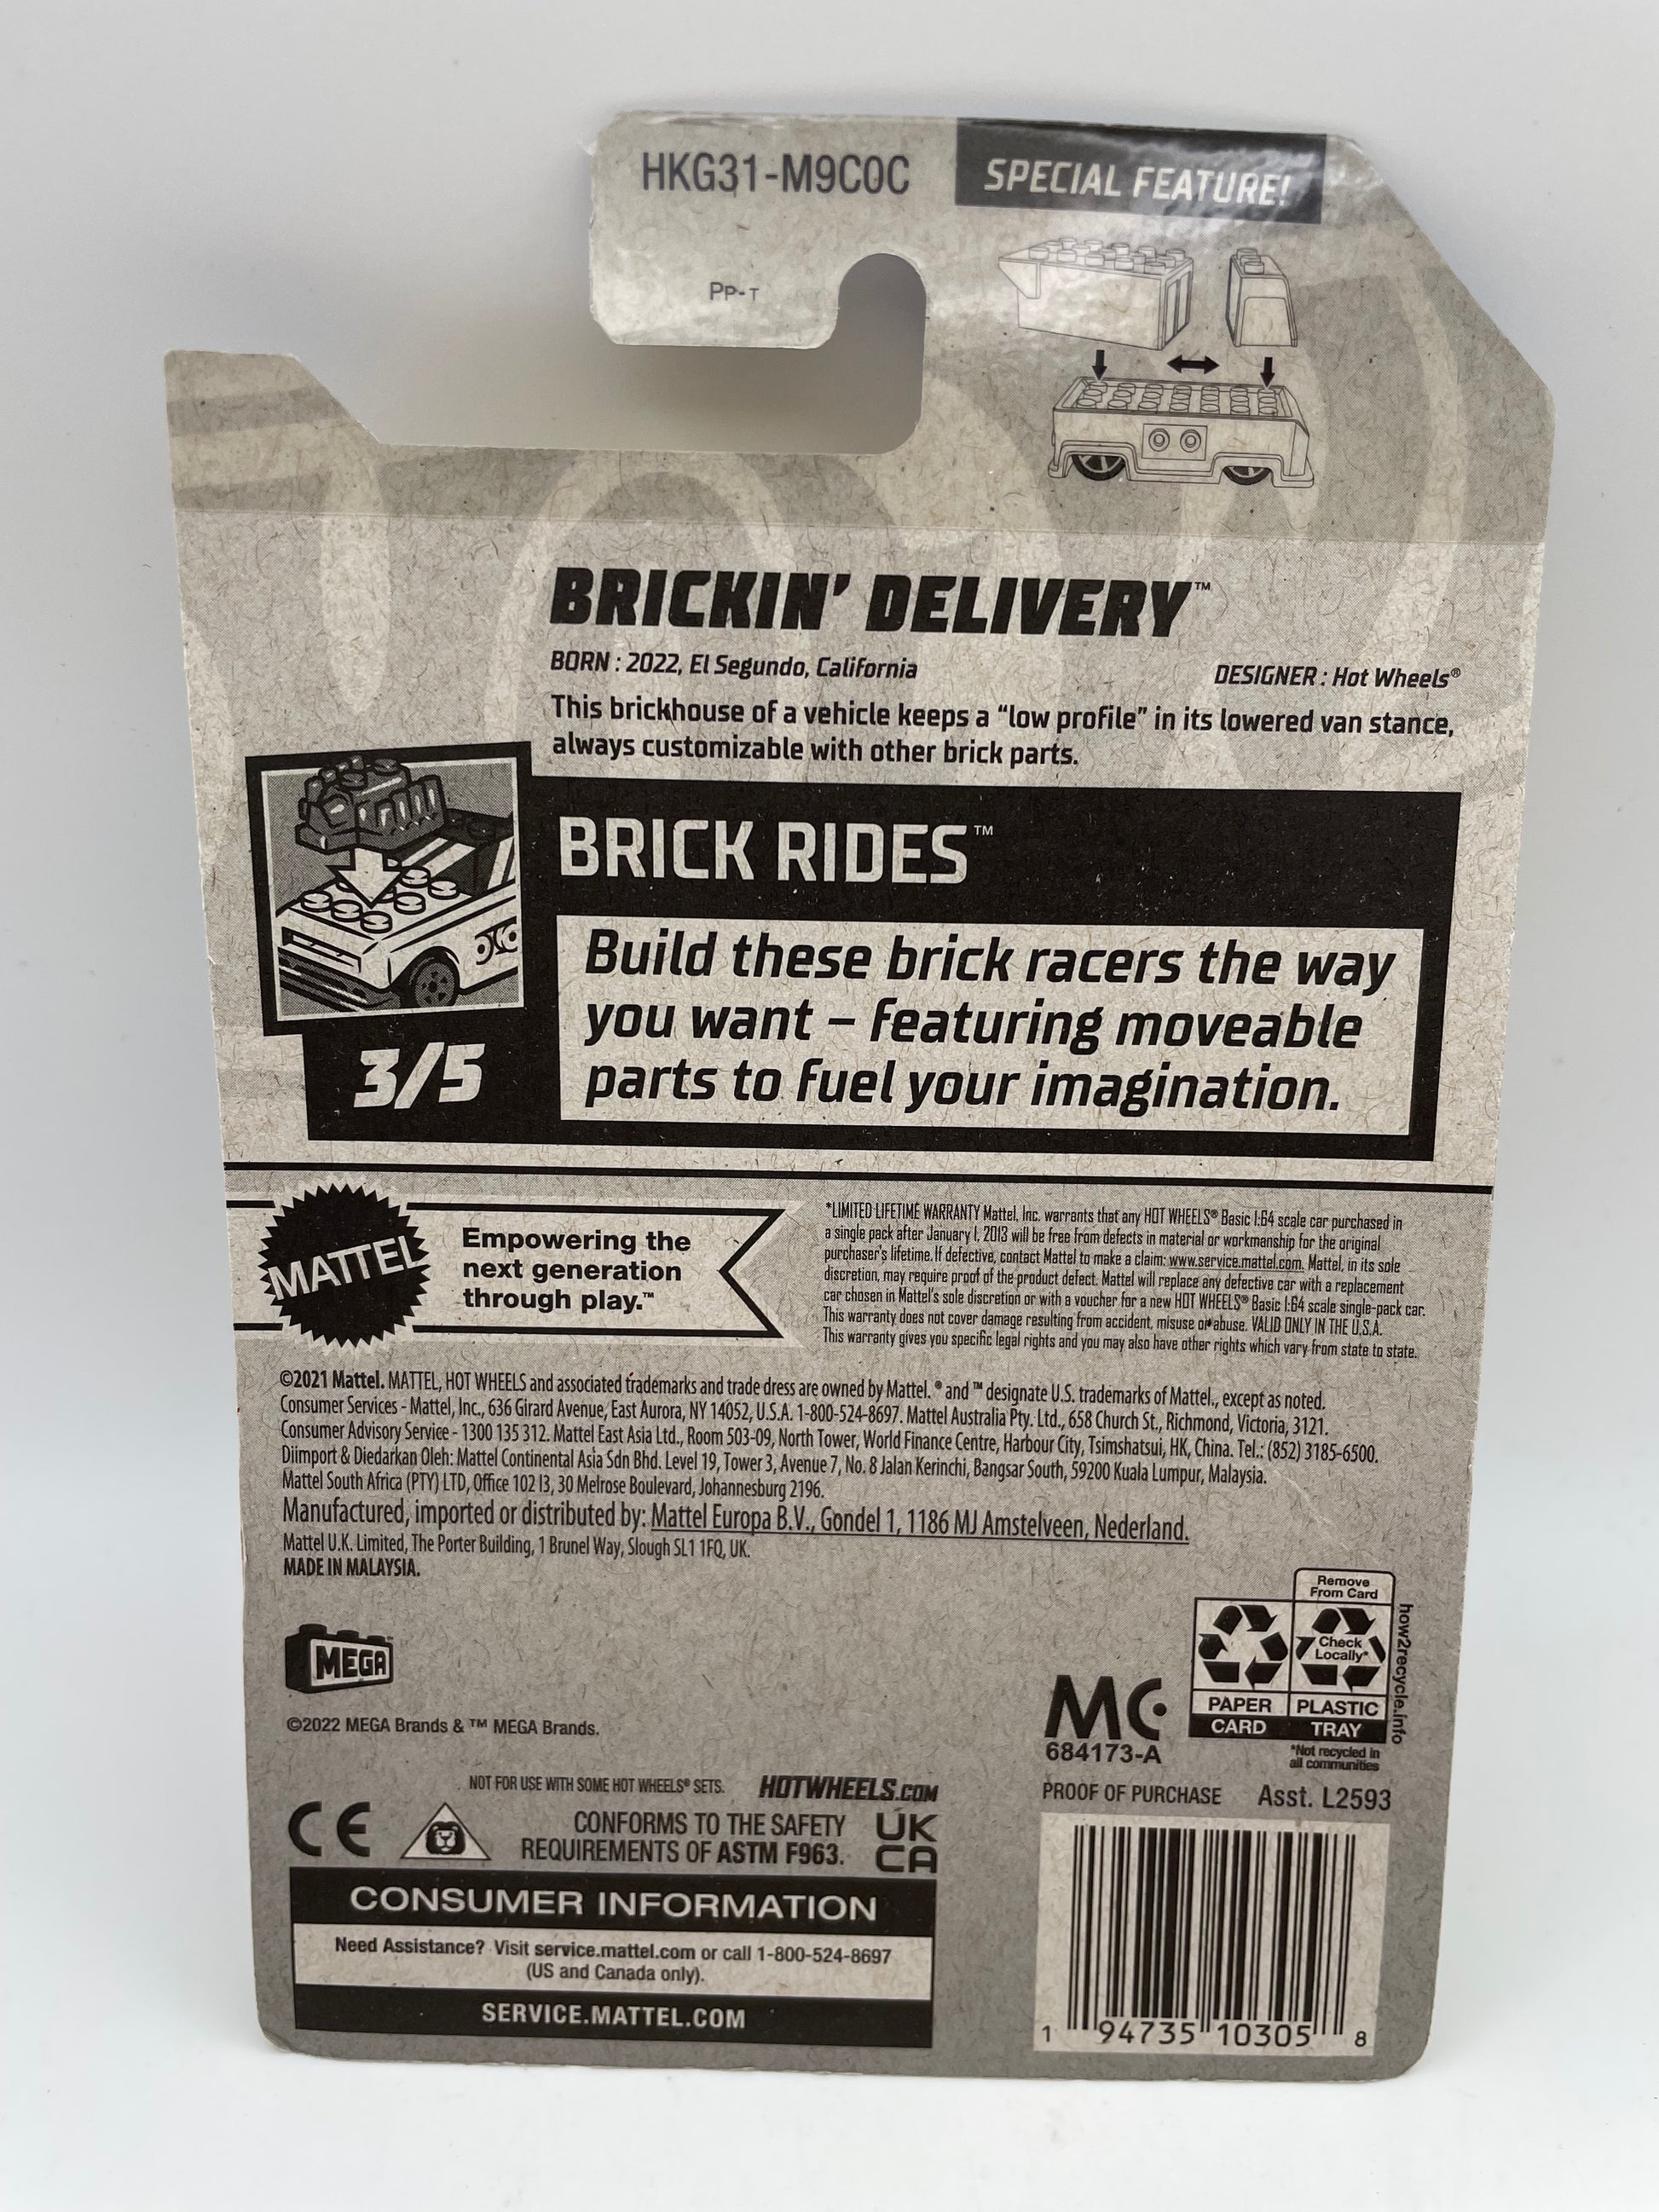 HKG31-M9C0C
SPECIAL FEATURE!
PP-T
BRICKIN' DELIVERY™
BORN : 2022, El Segundo, California
DESIGNER : Hot Wheels®
This brickhouse of a vehicle keeps a “low profile” in its lowered van stance,
always customizable with other brick parts.
BRICK RIDES™
Build these brick racers the way
you want – featuring moveable
parts to fuel your imagination.
3/5
MATTEL
Empowering the
next generation
through play.™
*LIMITED LIFETIME WARRANTY Mattel, Inc. warrants that any HOT WHEELS® Basic 1:64 scale car purchased in
a single pack after January 1, 2013 will be free from defects in material or workmanship for the original
purchaser's lifetime. If defective, contact Mattel to make a claim: www.service.mattel.com. Mattel, in its sole
discretion, may require proof of the product defect. Mattel will replace any defective car with a replacement
car chosen in Mattel's sole discretion or with a voucher for a new HOT WHEELS® Basic 1:64 scale single-pack car.
This warranty does not cover damage resulting from accident, misuse or abuse. VALID ONLY IN THE U.S.A.
This warranty gives you specific legal rights and you may also have other rights which vary from state to state.
©2021 Mattel. MATTEL, HOT WHEELS and associated trademarks and trade dress are owned by Mattel. ® and ™ designate U.S. trademarks of Mattel., except as noted.
Consumer Services - Mattel, Inc., 636 Girard Avenue, East Aurora, NY 14052, U.S.A. 1-800-524-8697. Mattel Australia Pty. Ltd., 658 Church St., Richmond, Victoria, 3121.
Consumer Advisory Service - 1300 135 312. Mattel East Asia Ltd., Room 503-09, North Tower, World Finance Centre, Harbour City, Tsimshatsui, HK, China. Tel.: (852) 3185-6500.
Diimport & Diedarkan Oleh: Mattel Continental Asia Sdn Bhd. Level 19, Tower 3, Avenue 7, No. 8 Jalan Kerinchi, Bangsar South, 59200 Kuala Lumpur, Malaysia.
Mattel South Africa (PTY) LTD, Office 102 I3, 30 Melrose Boulevard, Johannesburg 2196.
Manufactured, imported or distributed by: Mattel Europa B.V., Gondel 1, 1186 MJ Amstelveen, Nederland.
Mattel U.K. Limited, The Porter Building, 1 Brunel Way, Slough SL1 1FQ, UK.
MADE IN MALAYSIA.
MEGA™
©2022 MEGA Brands & ™ MEGA Brands.
Remove
From Card
Check
Locally*
PAPER
PLASTIC
CARD
TRAY
how2recycle.info
*Not recycled in
all communities
MC
684173-A
NOT FOR USE WITH SOME HOT WHEELS® SETS.
HOTWHEELS.COM
CE
CONFORMS TO THE SAFETY
REQUIREMENTS OF ASTM F963.
UK
CA
PROOF OF PURCHASE
Asst. L2593
CONSUMER INFORMATION
Need Assistance? Visit service.mattel.com or call 1-800-524-8697
(US and Canada only).
SERVICE.MATTEL.COM
1 94735 10305 8